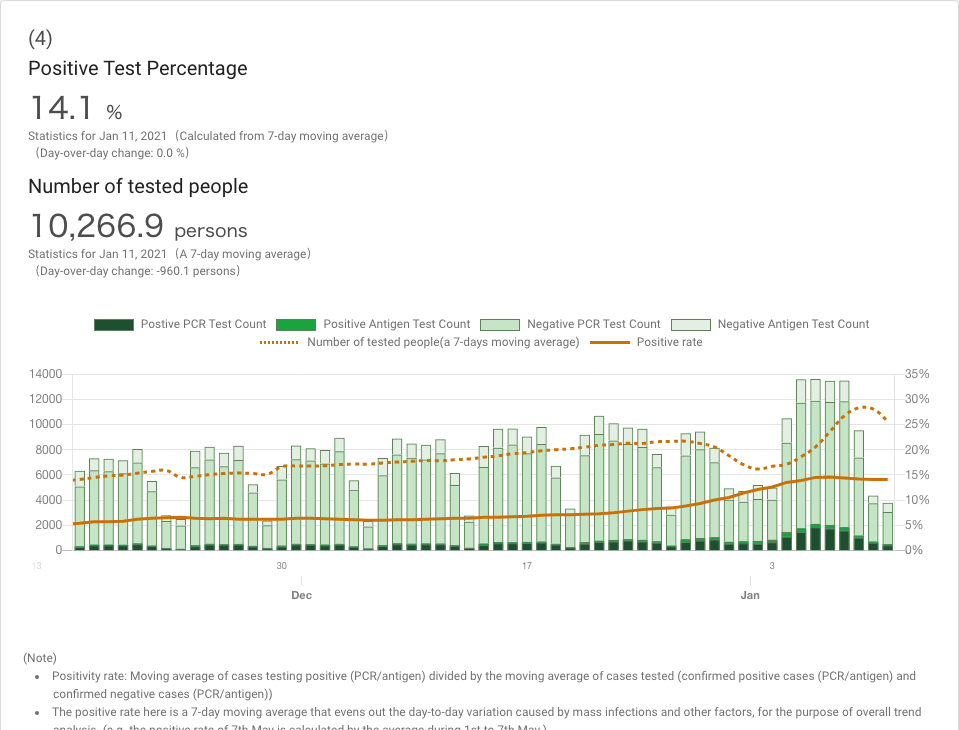 (4)
Positive Test Percentage
14.1 %
Statistics for Jan 11, 2021 (Calculated from 7-day moving average)
(Day-over-day change: 0.0 %)
Number of tested people
10,266.9 persons
Statistics for Jan 11, 2021 (A 7-day moving average)
(Day-over-day change: -960.1 persons)
Postive PCR Test Count Positive Antigen Test Count Negative PCR Test Count Negative Antigen Test Count
Number of tested people(a 7-days moving average) Positive rate
14000 35%
12000 30%
10000 25%
8000 20%
6000 15%
4000 10%
2000 5%
0 0%
13 30 17 3
Dec Jan
(Note)
• Positivity rate: Moving average of cases testing positive (PCR/antigen) divided by the moving average of cases tested (confirmed positive cases (PCR/antigen) and
confirmed negative cases (PCR/antigen))
• The positive rate here is a 7-day moving average that evens out the day-to-day variation caused by mass infections and other factors, for the purpose of overall trend
analysis. (e.g. the positive rate of 7th May is calculated by the average during 1st to 7th May.)